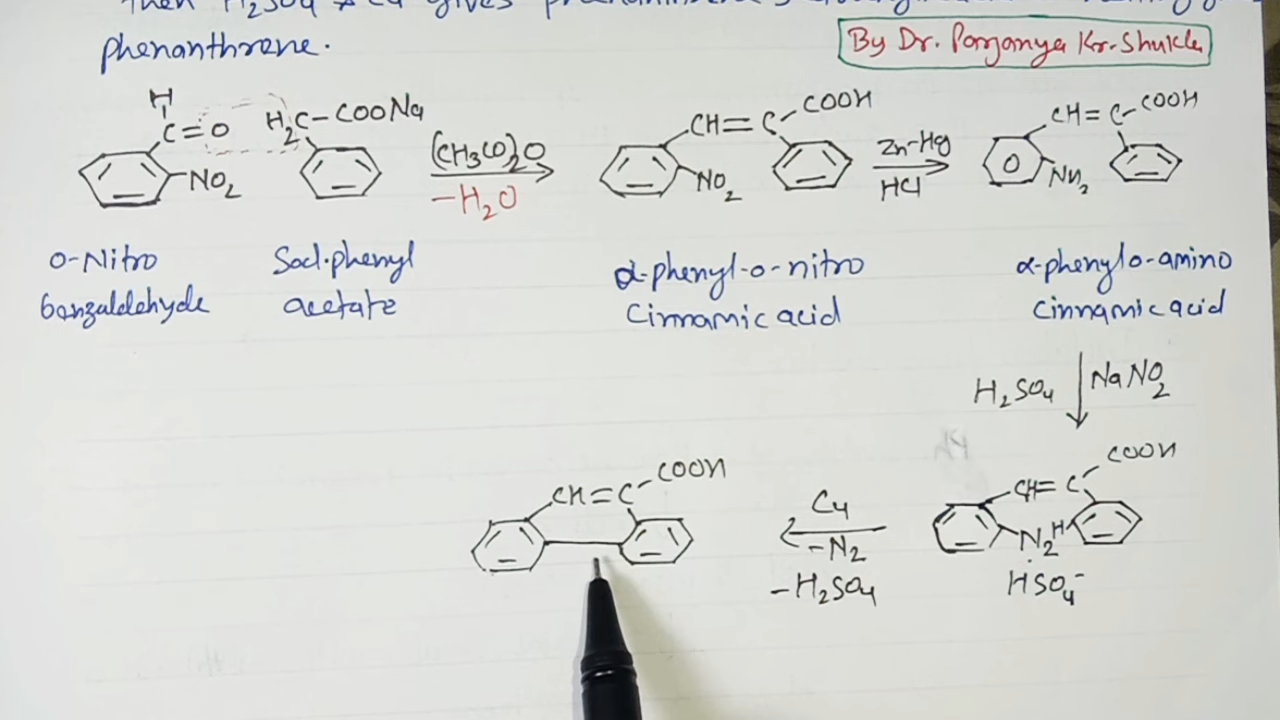 phenanthrene.
By Dr. Parjanya Kr. Shukla
H
C=O
H2C-COONa
NO2
(CH3CO)2O
-H2O
CH=C-COOH
NO2
Zn-Hg
HCl
CH=C-COOH
NH2
O-Nitro
benzaldehyde
Sod.phenyl
acetate
α-phenyl-o-nitro
Cinnamic acid
α-phenylo-amino
Cinnamic acid
H2SO4
NaNO2
CH=C-COOH
Cu
-N2
-H2SO4
CH=C-COOH
N2
H
HSO4-